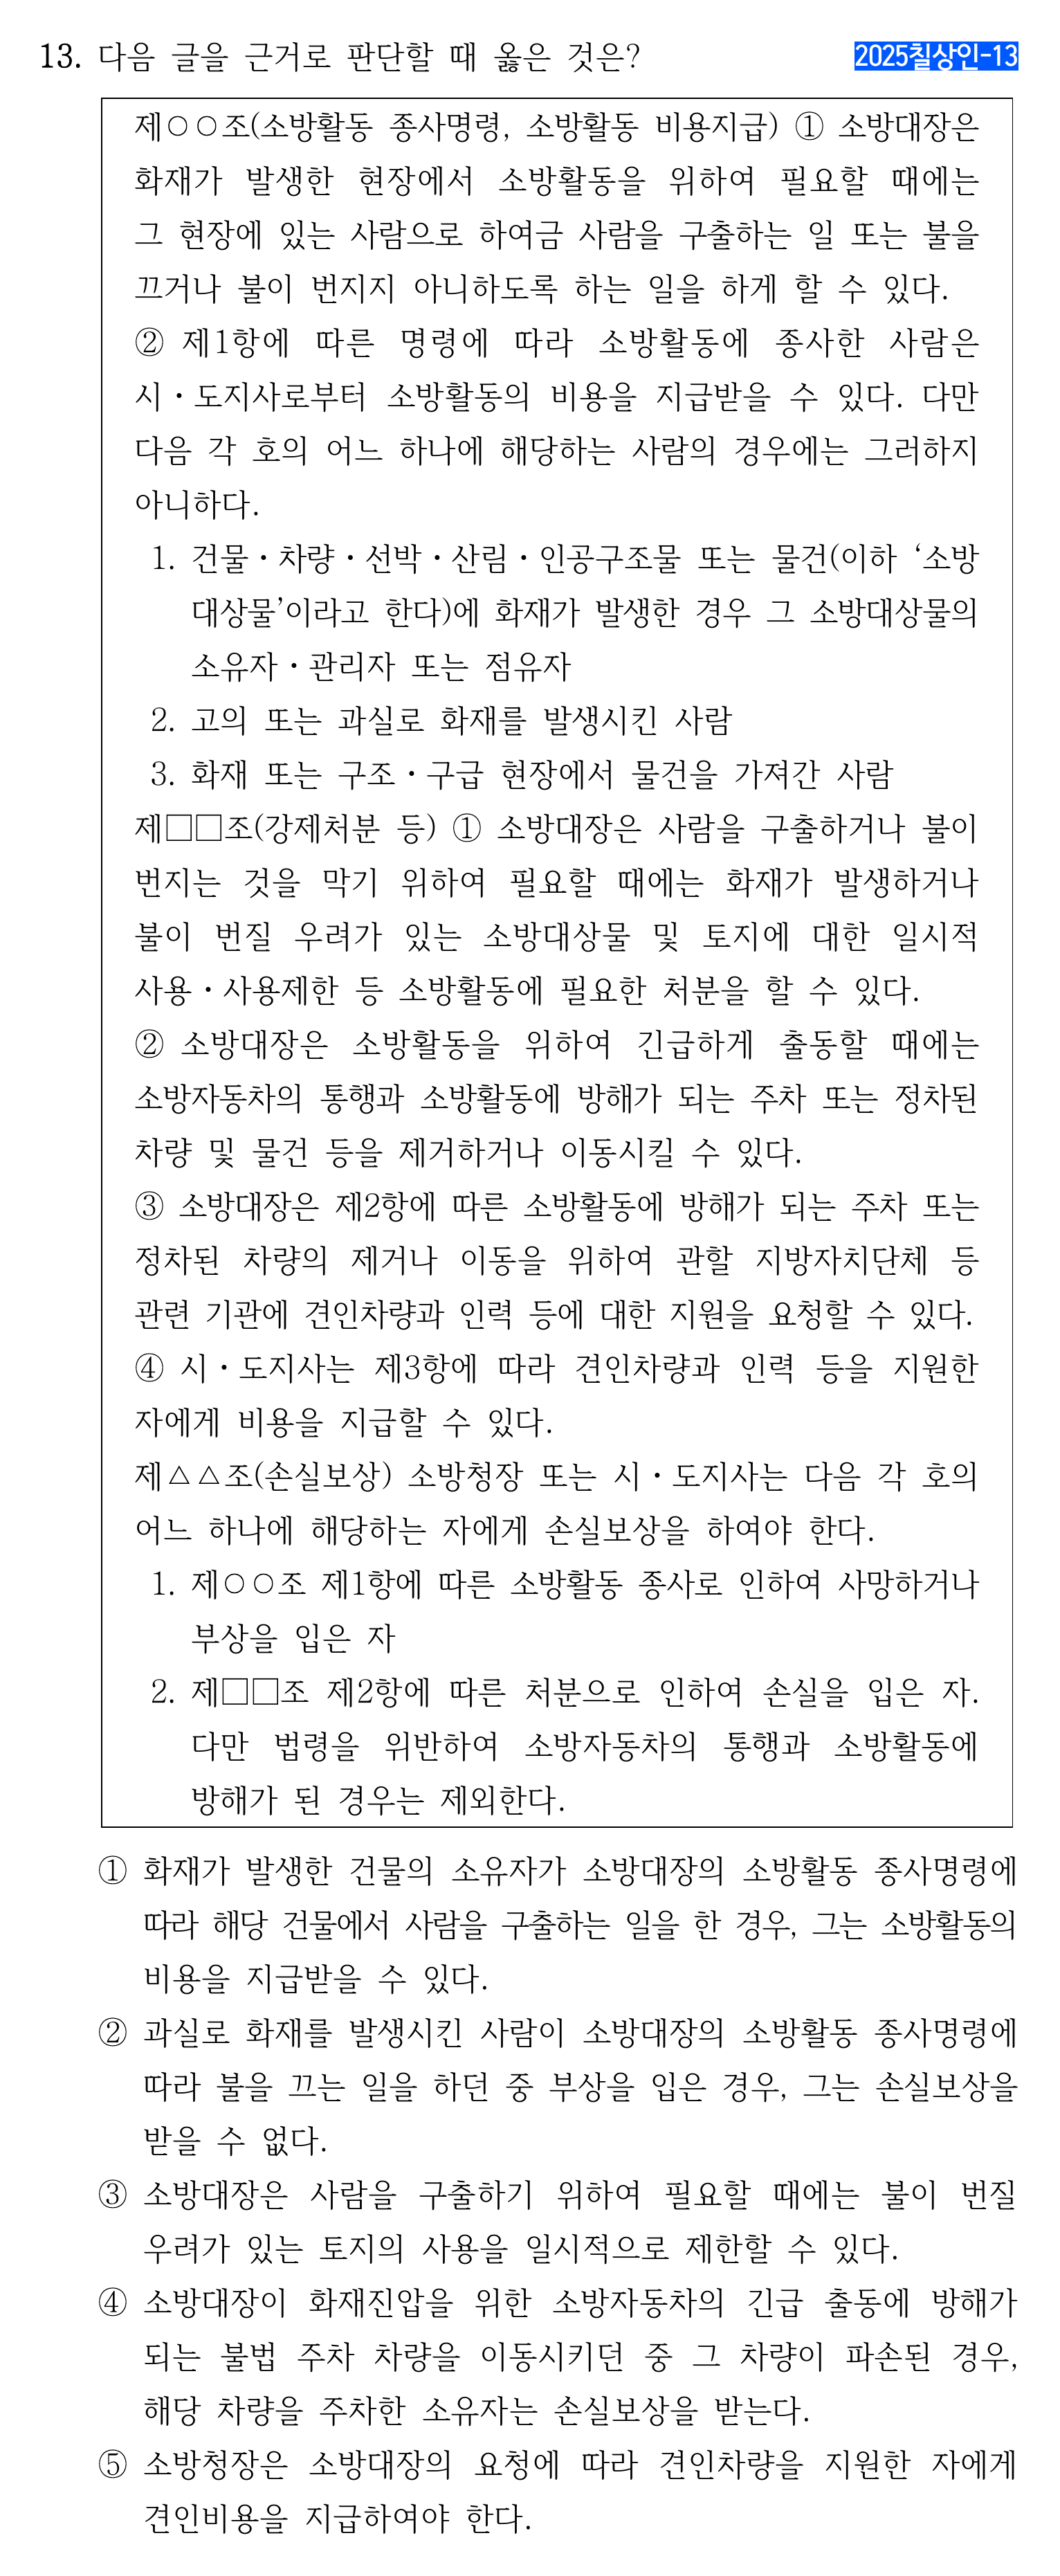 13. 다음 글을 근거로 판단할 때 옳은 것은?
2025칠상인-13
제○○조(소방활동 종사명령, 소방활동 비용지급) ① 소방대장은
화재가 발생한 현장에서 소방활동을 위하여 필요할 때에는
그 현장에 있는 사람으로 하여금 사람을 구출하는 일 또는 불을
끄거나 불이 번지지 아니하도록 하는 일을 하게 할 수 있다.
② 제1항에 따른 명령에 따라 소방활동에 종사한 사람은
시・도지사로부터 소방활동의 비용을 지급받을 수 있다. 다만
다음 각 호의 어느 하나에 해당하는 사람의 경우에는 그러하지
아니하다.
1. 건물・차량・선박・산림・인공구조물 또는 물건(이하 ‘소방
대상물’이라고 한다)에 화재가 발생한 경우 그 소방대상물의
소유자・관리자 또는 점유자
2. 고의 또는 과실로 화재를 발생시킨 사람
3. 화재 또는 구조・구급 현장에서 물건을 가져간 사람
제□□조(강제처분 등) ① 소방대장은 사람을 구출하거나 불이
번지는 것을 막기 위하여 필요할 때에는 화재가 발생하거나
불이 번질 우려가 있는 소방대상물 및 토지에 대한 일시적
사용・사용제한 등 소방활동에 필요한 처분을 할 수 있다.
② 소방대장은 소방활동을 위하여 긴급하게 출동할 때에는
소방자동차의 통행과 소방활동에 방해가 되는 주차 또는 정차된
차량 및 물건 등을 제거하거나 이동시킬 수 있다.
③ 소방대장은 제2항에 따른 소방활동에 방해가 되는 주차 또는
정차된 차량의 제거나 이동을 위하여 관할 지방자치단체 등
관련 기관에 견인차량과 인력 등에 대한 지원을 요청할 수 있다.
④ 시・도지사는 제3항에 따라 견인차량과 인력 등을 지원한
자에게 비용을 지급할 수 있다.
제△△조(손실보상) 소방청장 또는 시・도지사는 다음 각 호의
어느 하나에 해당하는 자에게 손실보상을 하여야 한다.
1. 제○○조 제1항에 따른 소방활동 종사로 인하여 사망하거나
부상을 입은 자
2. 제□□조 제2항에 따른 처분으로 인하여 손실을 입은 자.
다만 법령을 위반하여 소방자동차의 통행과 소방활동에
방해가 된 경우는 제외한다.
① 화재가 발생한 건물의 소유자가 소방대장의 소방활동 종사명령에
따라 해당 건물에서 사람을 구출하는 일을 한 경우, 그는 소방활동의
비용을 지급받을 수 있다.
② 과실로 화재를 발생시킨 사람이 소방대장의 소방활동 종사명령에
따라 불을 끄는 일을 하던 중 부상을 입은 경우, 그는 손실보상을
받을 수 없다.
③ 소방대장은 사람을 구출하기 위하여 필요할 때에는 불이 번질
우려가 있는 토지의 사용을 일시적으로 제한할 수 있다.
④ 소방대장이 화재진압을 위한 소방자동차의 긴급 출동에 방해가
되는 불법 주차 차량을 이동시키던 중 그 차량이 파손된 경우,
해당 차량을 주차한 소유자는 손실보상을 받는다.
⑤ 소방청장은 소방대장의 요청에 따라 견인차량을 지원한 자에게
견인비용을 지급하여야 한다.